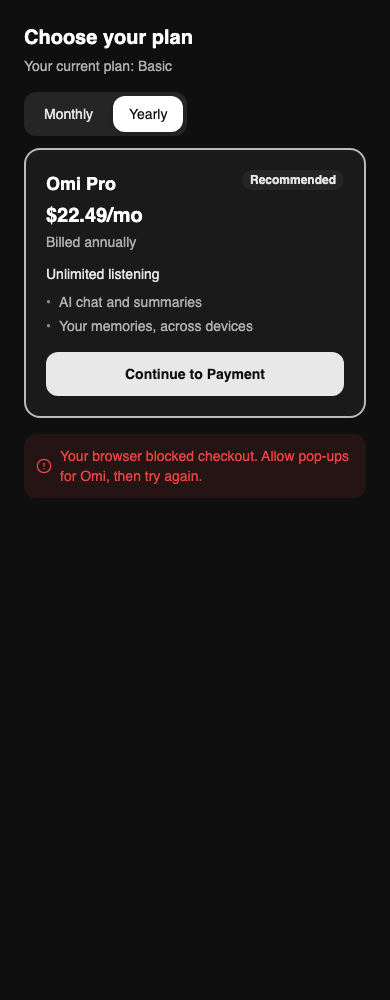 Choose your plan
Your current plan: Basic
Monthly
Yearly
Omi Pro
Recommended
$22.49/mo
Billed annually
Unlimited listening
• AI chat and summaries
• Your memories, across devices
Continue to Payment
Your browser blocked checkout. Allow pop-ups
for Omi, then try again.